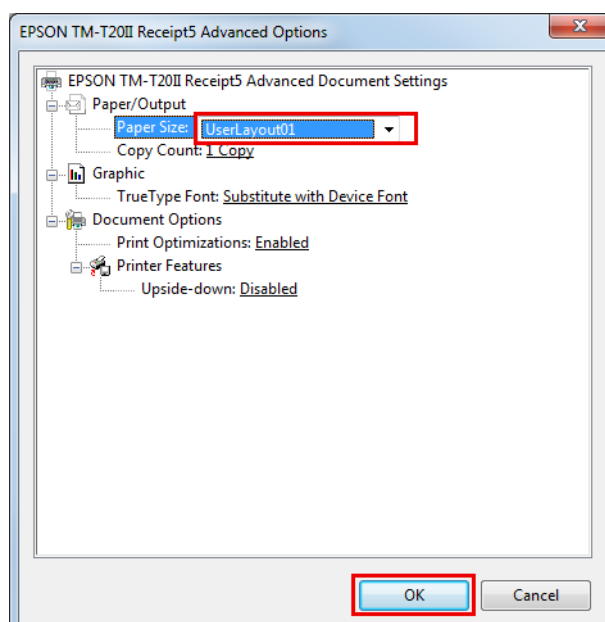 EPSON TM-T20II Receipt5 Advanced Options
EPSON TM-T20II Receipt5 Advanced Document Settings
Paper/Output
Paper Size: UserLayout01
Copy Count: 1 Copy
Graphic
TrueType Font: Substitute with Device Font
Document Options
Print Optimizations: Enabled
Printer Features
Upside-down: Disabled
OK Cancel